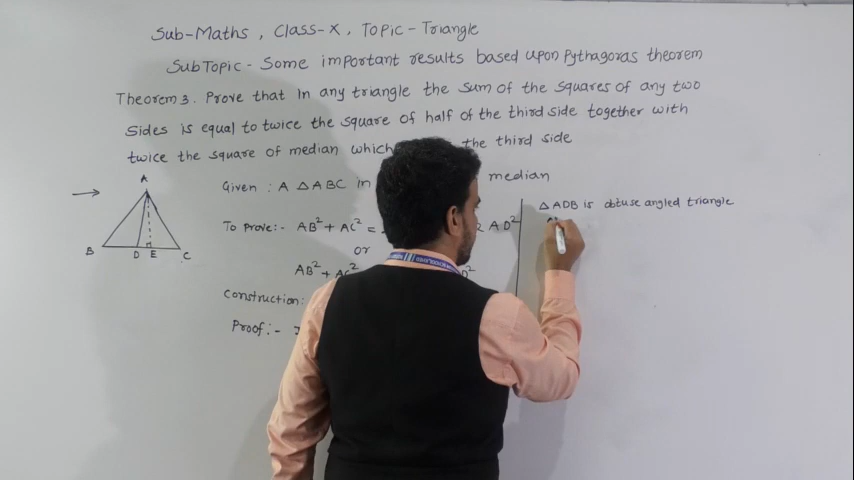 Sub-Maths, Class-X, Topic-Triangle
SubTopic - Some important results based upon Pythagoras theorem
Theorem 3. Prove that In any triangle the sum of the squares of any two
sides is equal to twice the square of half of the third side together with
twice the square of median which the third side
Given : A △ABC in median
To Prove:- AB² + AC² = AD²
or
AB² + AC² D²
Construction:
Proof:-
A
B D E C
△ADB is obtuse angled triangle